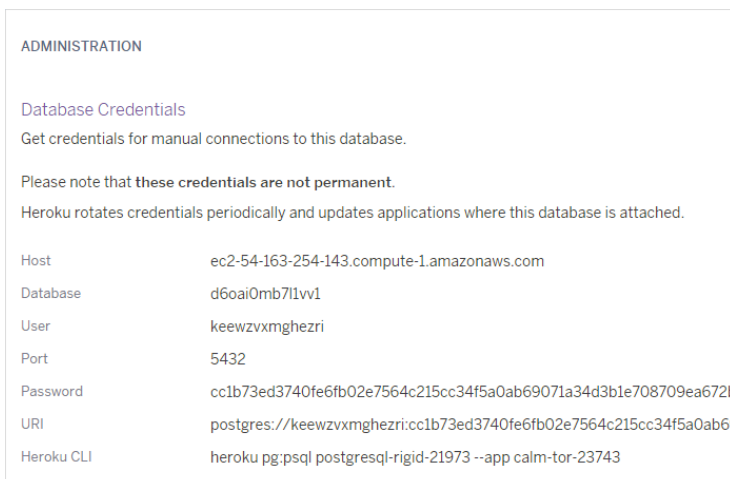 ADMINISTRATION
Database Credentials
Get credentials for manual connections to this database.
Please note that these credentials are not permanent.
Heroku rotates credentials periodically and updates applications where this database is attached.
Host ec2-54-163-254-143.compute-1.amazonaws.com
Database d6oai0mb7l1vv1
User keewzvxmghezri
Port 5432
Password cc1b73ed3740fe6fb02e7564c215cc34f5a0ab69071a34d3b1e708709ea672
URI postgres://keewzvxmghezri:cc1b73ed3740fe6fb02e7564c215cc34f5a0ab6
Heroku CLI heroku pg:psql postgresql-rigid-21973 --app calm-tor-23743